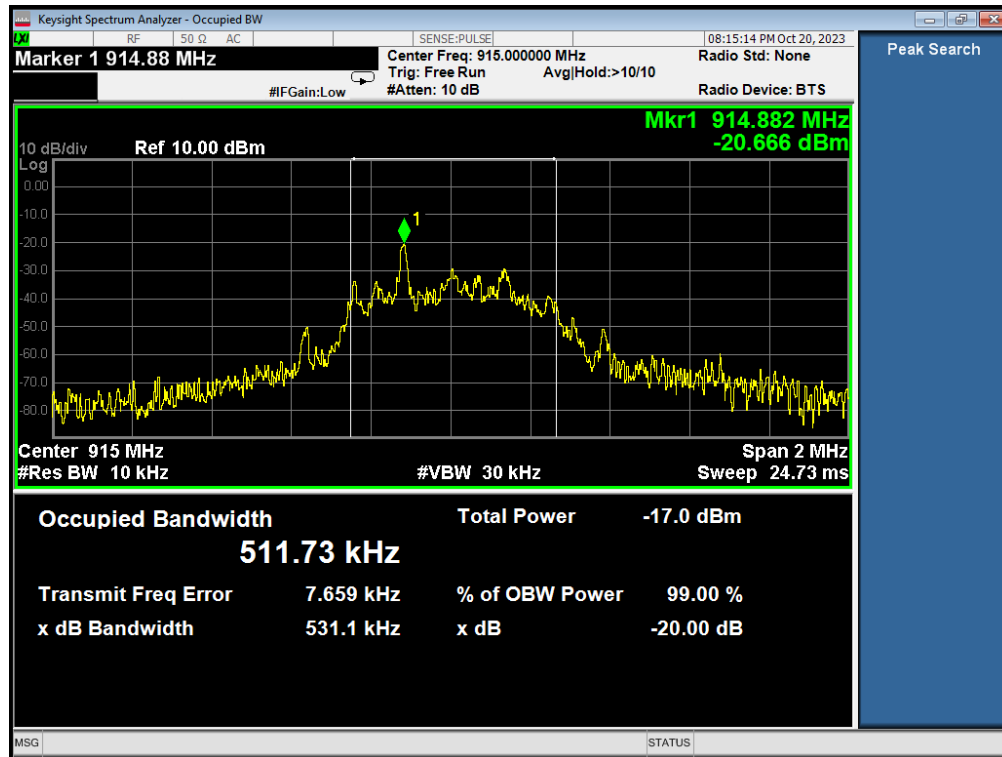 Keysight Spectrum Analyzer - Occupied BW
LXI RF 50 Ω AC SENSE:PULSE 08:15:14 PM Oct 20, 2023
Marker 1 914.88 MHz
Center Freq: 915.000000 MHz Radio Std: None
Trig: Free Run Avg|Hold:>10/10
#IFGain:Low #Atten: 10 dB Radio Device: BTS
Peak Search
Mkr1 914.882 MHz
10 dB/div Ref 10.00 dBm -20.666 dBm
Log
0.00
-10.0
1
-20.0
-30.0
-40.0
-50.0
-60.0
-70.0
-80.0
Center 915 MHz Span 2 MHz
#Res BW 10 kHz #VBW 30 kHz Sweep 24.73 ms
Occupied Bandwidth Total Power -17.0 dBm
511.73 kHz
Transmit Freq Error 7.659 kHz % of OBW Power 99.00 %
x dB Bandwidth 531.1 kHz x dB -20.00 dB
MSG STATUS